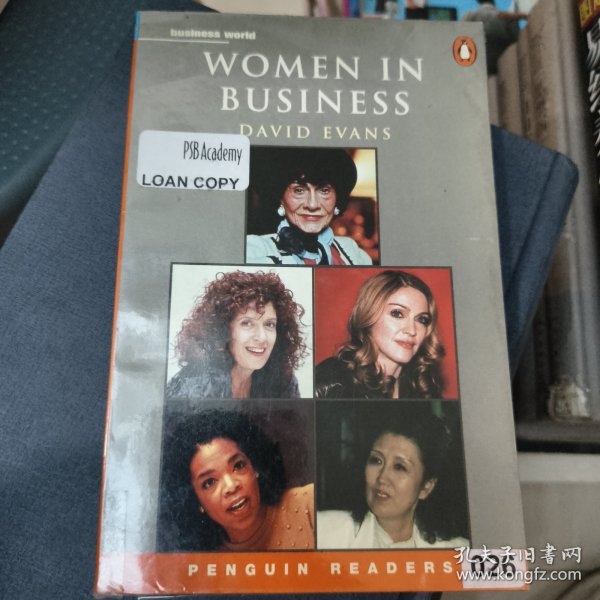 business world
WOMEN IN
BUSINESS
DAVID EVANS
PSB Academy
LOAN COPY
PENGUIN READERS
026
孔夫子旧书网
www.kongfz.com